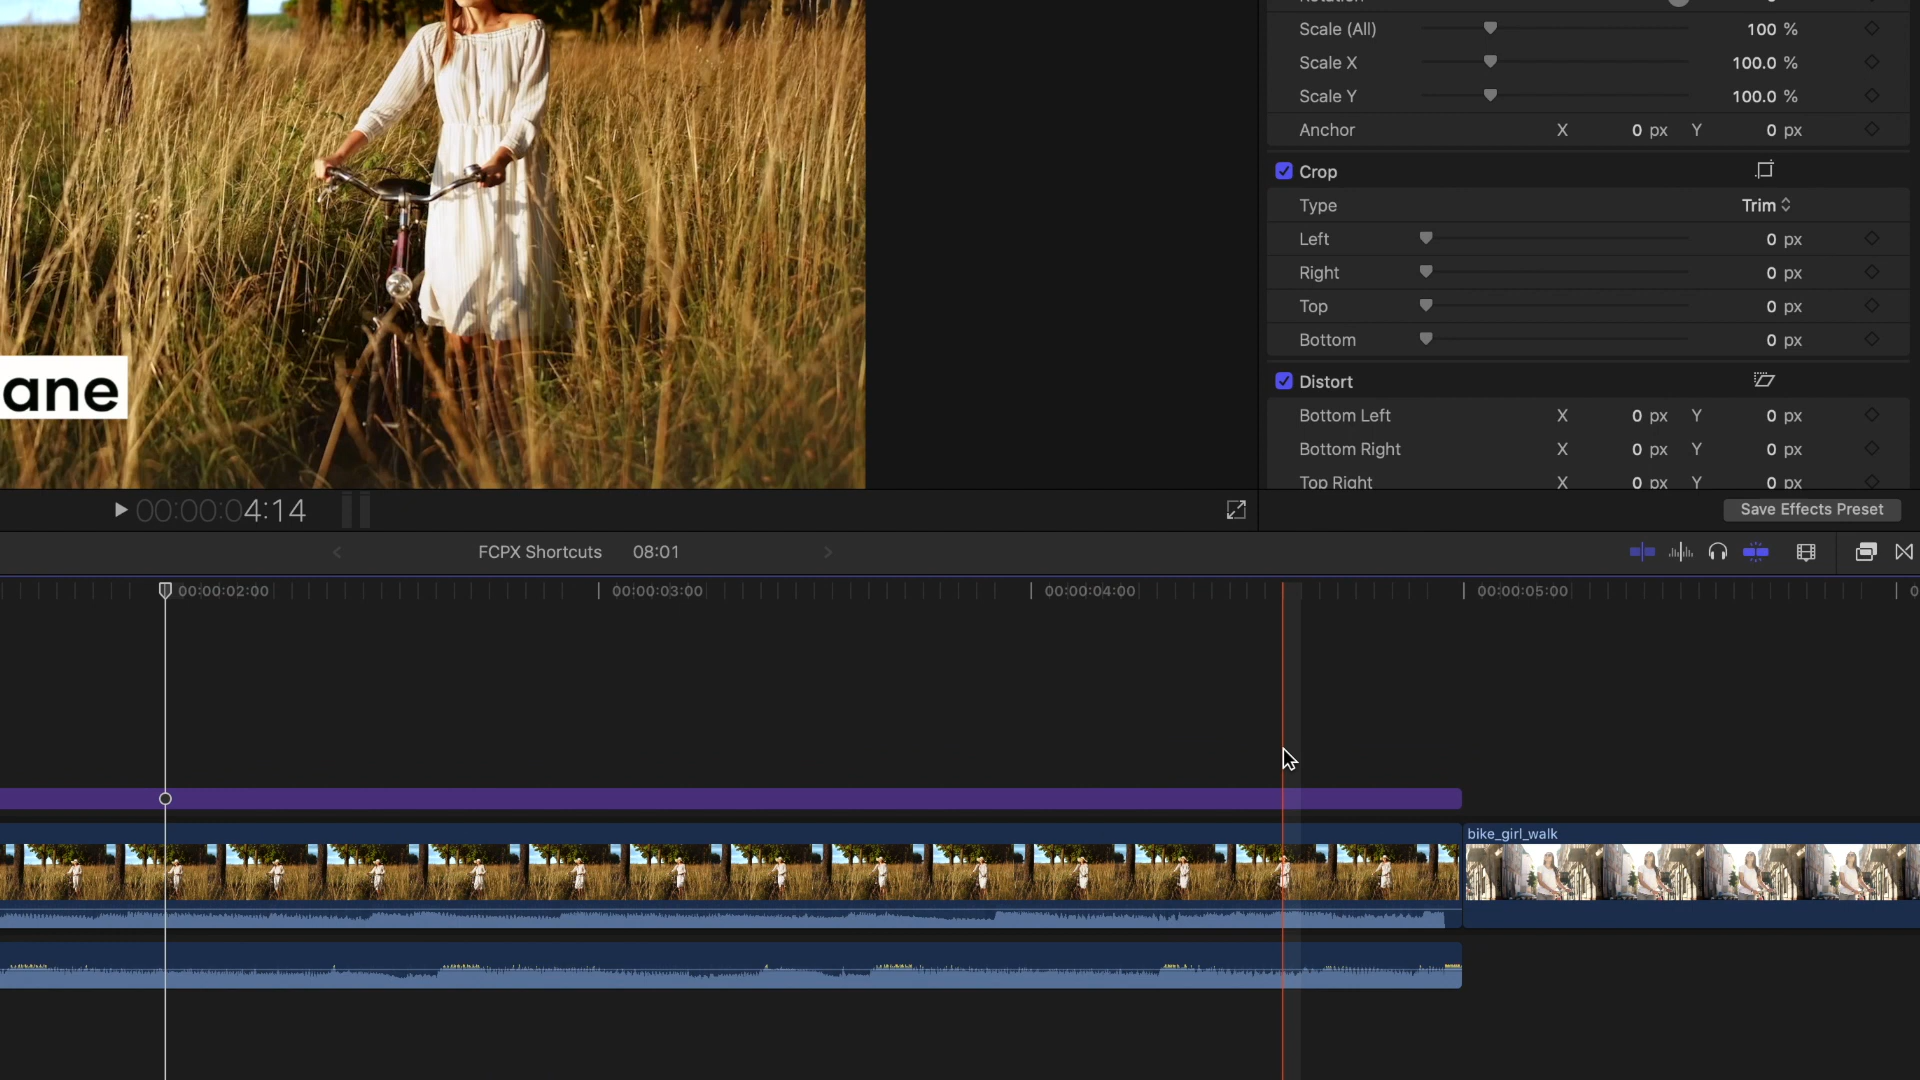 Rotation 0
Scale (All) 100 %
Scale X 100.0 %
Scale Y 100.0 %
Anchor X 0 px Y 0 px
Crop
Type Trim
Left 0 px
Right 0 px
Top 0 px
Bottom 0 px
Distort
Bottom Left X 0 px Y 0 px
Bottom Right X 0 px Y 0 px
Top Right X 0 px Y 0 px
ane
00:00:04:14
Save Effects Preset
FCPX Shortcuts 08:01
00:00:02:00 00:00:03:00 00:00:04:00 00:00:05:00 0
bike_girl_walk